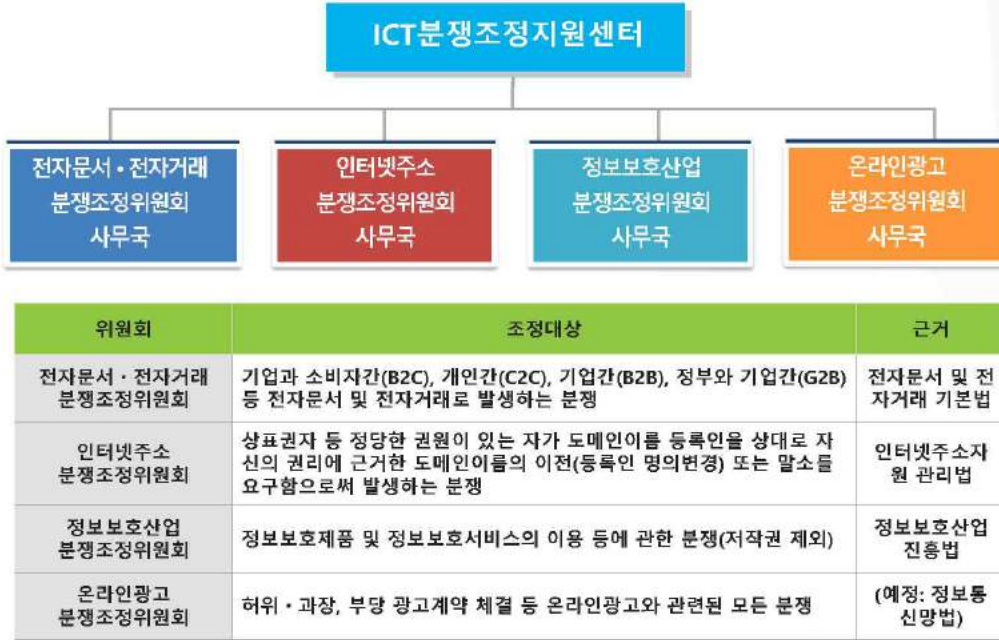 ICT분쟁조정지원센터
전자문서・전자거래
분쟁조정위원회
사무국
인터넷주소
분쟁조정위원회
사무국
정보보호산업
분쟁조정위원회
사무국
온라인광고
분쟁조정위원회
사무국
위원회
조정대상
근거
전자문서・전자거래
분쟁조정위원회
기업과 소비자간(B2C), 개인간(C2C), 기업간(B2B), 정부와 기업간(G2B)
등 전자문서 및 전자거래로 발생하는 분쟁
전자문서 및 전
자거래 기본법
인터넷주소
분쟁조정위원회
상표권자 등 정당한 권원이 있는 자가 도메인이름 등록인을 상대로 자
신의 권리에 근거한 도메인이름의 이전(등록인 명의변경) 또는 말소를
요구함으로써 발생하는 분쟁
인터넷주소자
원 관리법
정보보호산업
분쟁조정위원회
정보보호제품 및 정보보호서비스의 이용 등에 관한 분쟁(저작권 제외)
정보보호산업
진흥법
온라인광고
분쟁조정위원회
허위・과장, 부당 광고계약 체결 등 온라인광고와 관련된 모든 분쟁
(예정: 정보통
신망법)